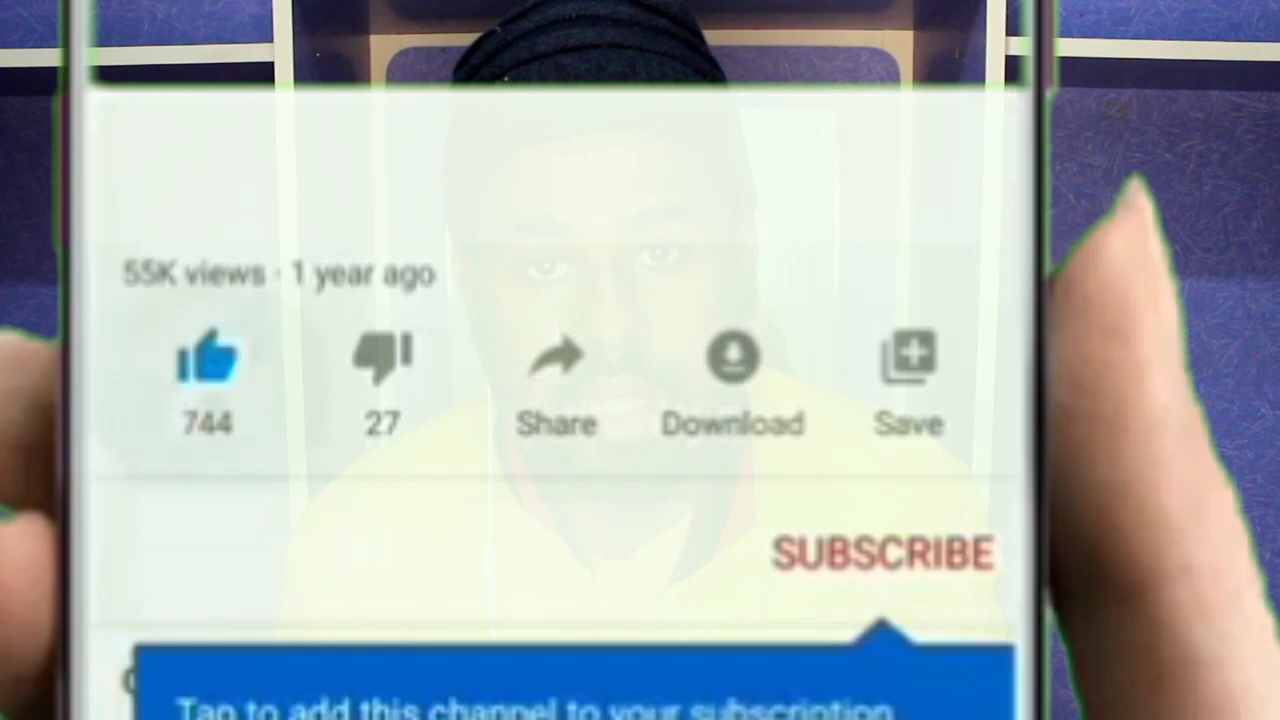 55K views · 1 year ago
744 27 Share Download Save
SUBSCRIBE
Tap to add this channel to your subscription